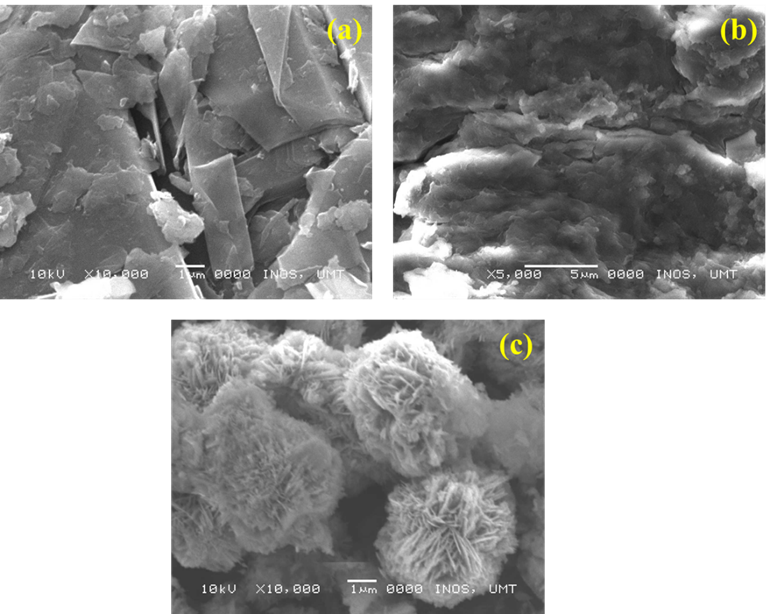 (a)
10kV X10,000 1μm 0000 INOS, UMT
(b)
X5,000 5μm 0000 INOS, UMT
(c)
10kV X10,000 1μm 0000 INOS, UMT